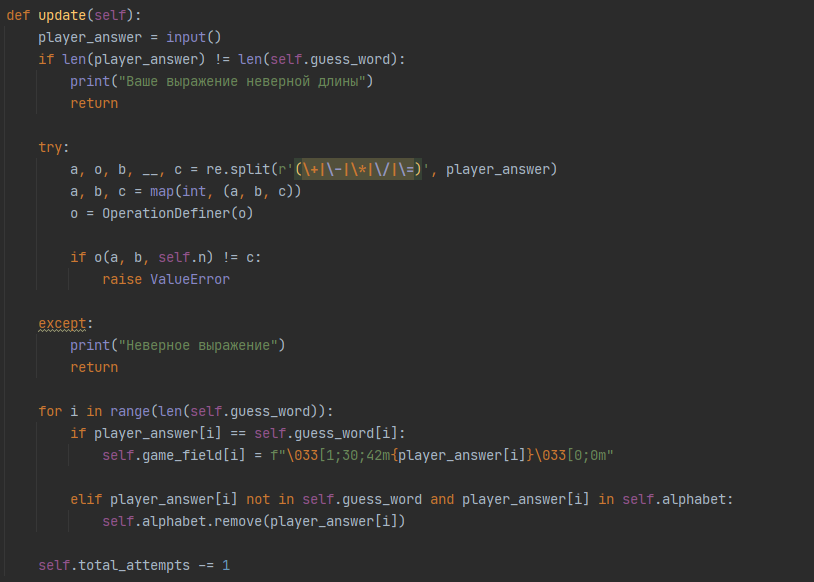 def update(self):
    player_answer = input()
    if len(player_answer) != len(self.guess_word):
        print("Ваше выражение неверной длины")
        return

    try:
        a, o, b, __, c = re.split(r'(\+|\-|\*|\/|\=)', player_answer)
        a, b, c = map(int, (a, b, c))
        o = OperationDefiner(o)

        if o(a, b, self.n) != c:
            raise ValueError

    except:
        print("Неверное выражение")
        return

    for i in range(len(self.guess_word)):
        if player_answer[i] == self.guess_word[i]:
            self.game_field[i] = f"\033[1;30;42m{player_answer[i]}\033[0;0m"

        elif player_answer[i] not in self.guess_word and player_answer[i] in self.alphabet:
            self.alphabet.remove(player_answer[i])

    self.total_attempts -= 1